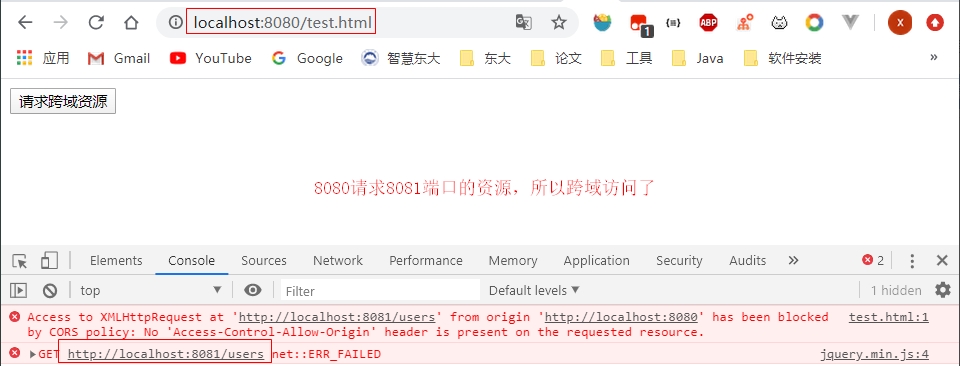 localhost:8080/test.html
1
ABP
X
应用
Gmail
YouTube
Google
智慧东大
东大
论文
工具
Java
软件安装
»
请求跨域资源
8080请求8081端口的资源，所以跨域访问了
Elements Console Sources Network Performance Memory Application Security Audits » 2
top Filter Default levels 1 hidden
Access to XMLHttpRequest at 'http://localhost:8081/users' from origin 'http://localhost:8080' has been blocked test.html:1
by CORS policy: No 'Access-Control-Allow-Origin' header is present on the requested resource.
GET http://localhost:8081/users net::ERR_FAILED jquery.min.js:4